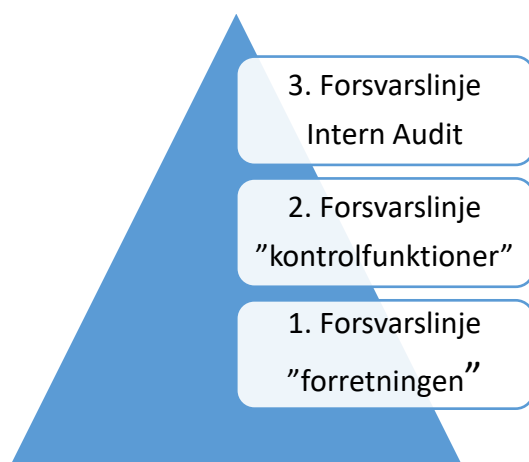 3. Forsvarslinje
Intern Audit
2. Forsvarslinje
”kontrolfunktioner”
1. Forsvarslinje
”forretningen”